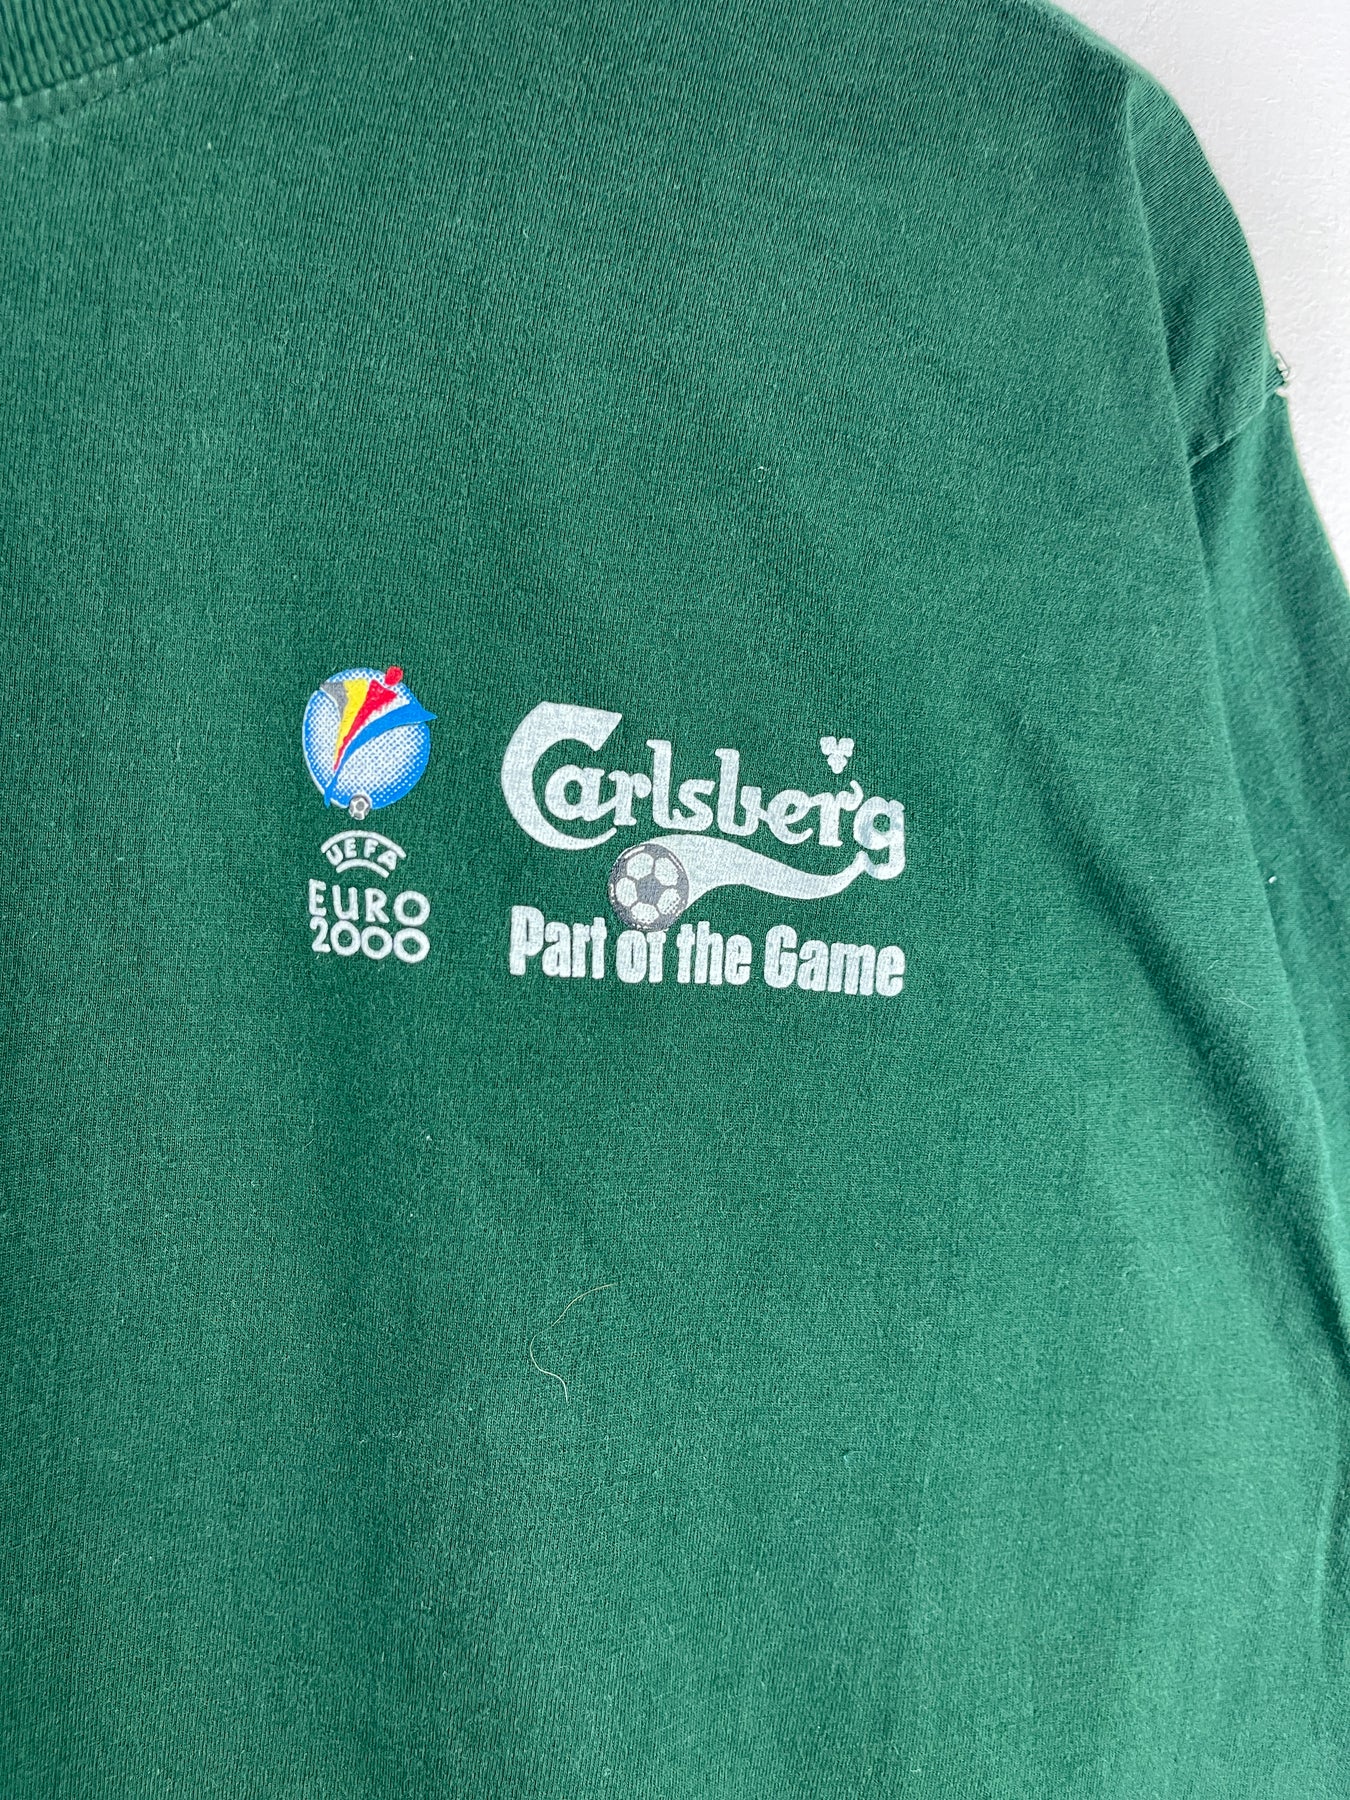 UEFA
EURO
2000
Carlsberg
Part of the Game